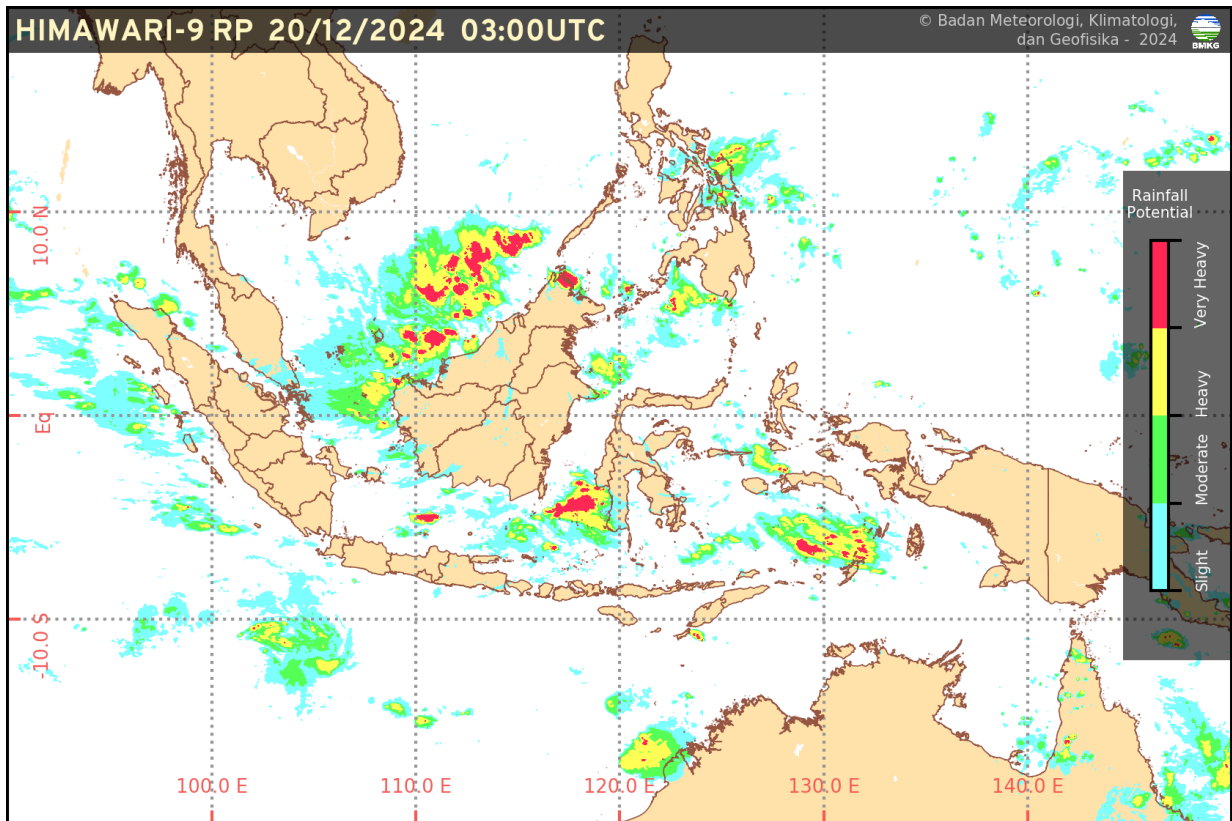 HIMAWARI-9 RP 20/12/2024 03:00UTC
© Badan Meteorologi, Klimatologi,
dan Geofisika - 2024
BMKG
Rainfall
Potential
Very Heavy
Heavy
Moderate
Slight
10.0 N
Eq
-10.0 S
100.0 E
110.0 E
120.0 E
130.0 E
140.0 E